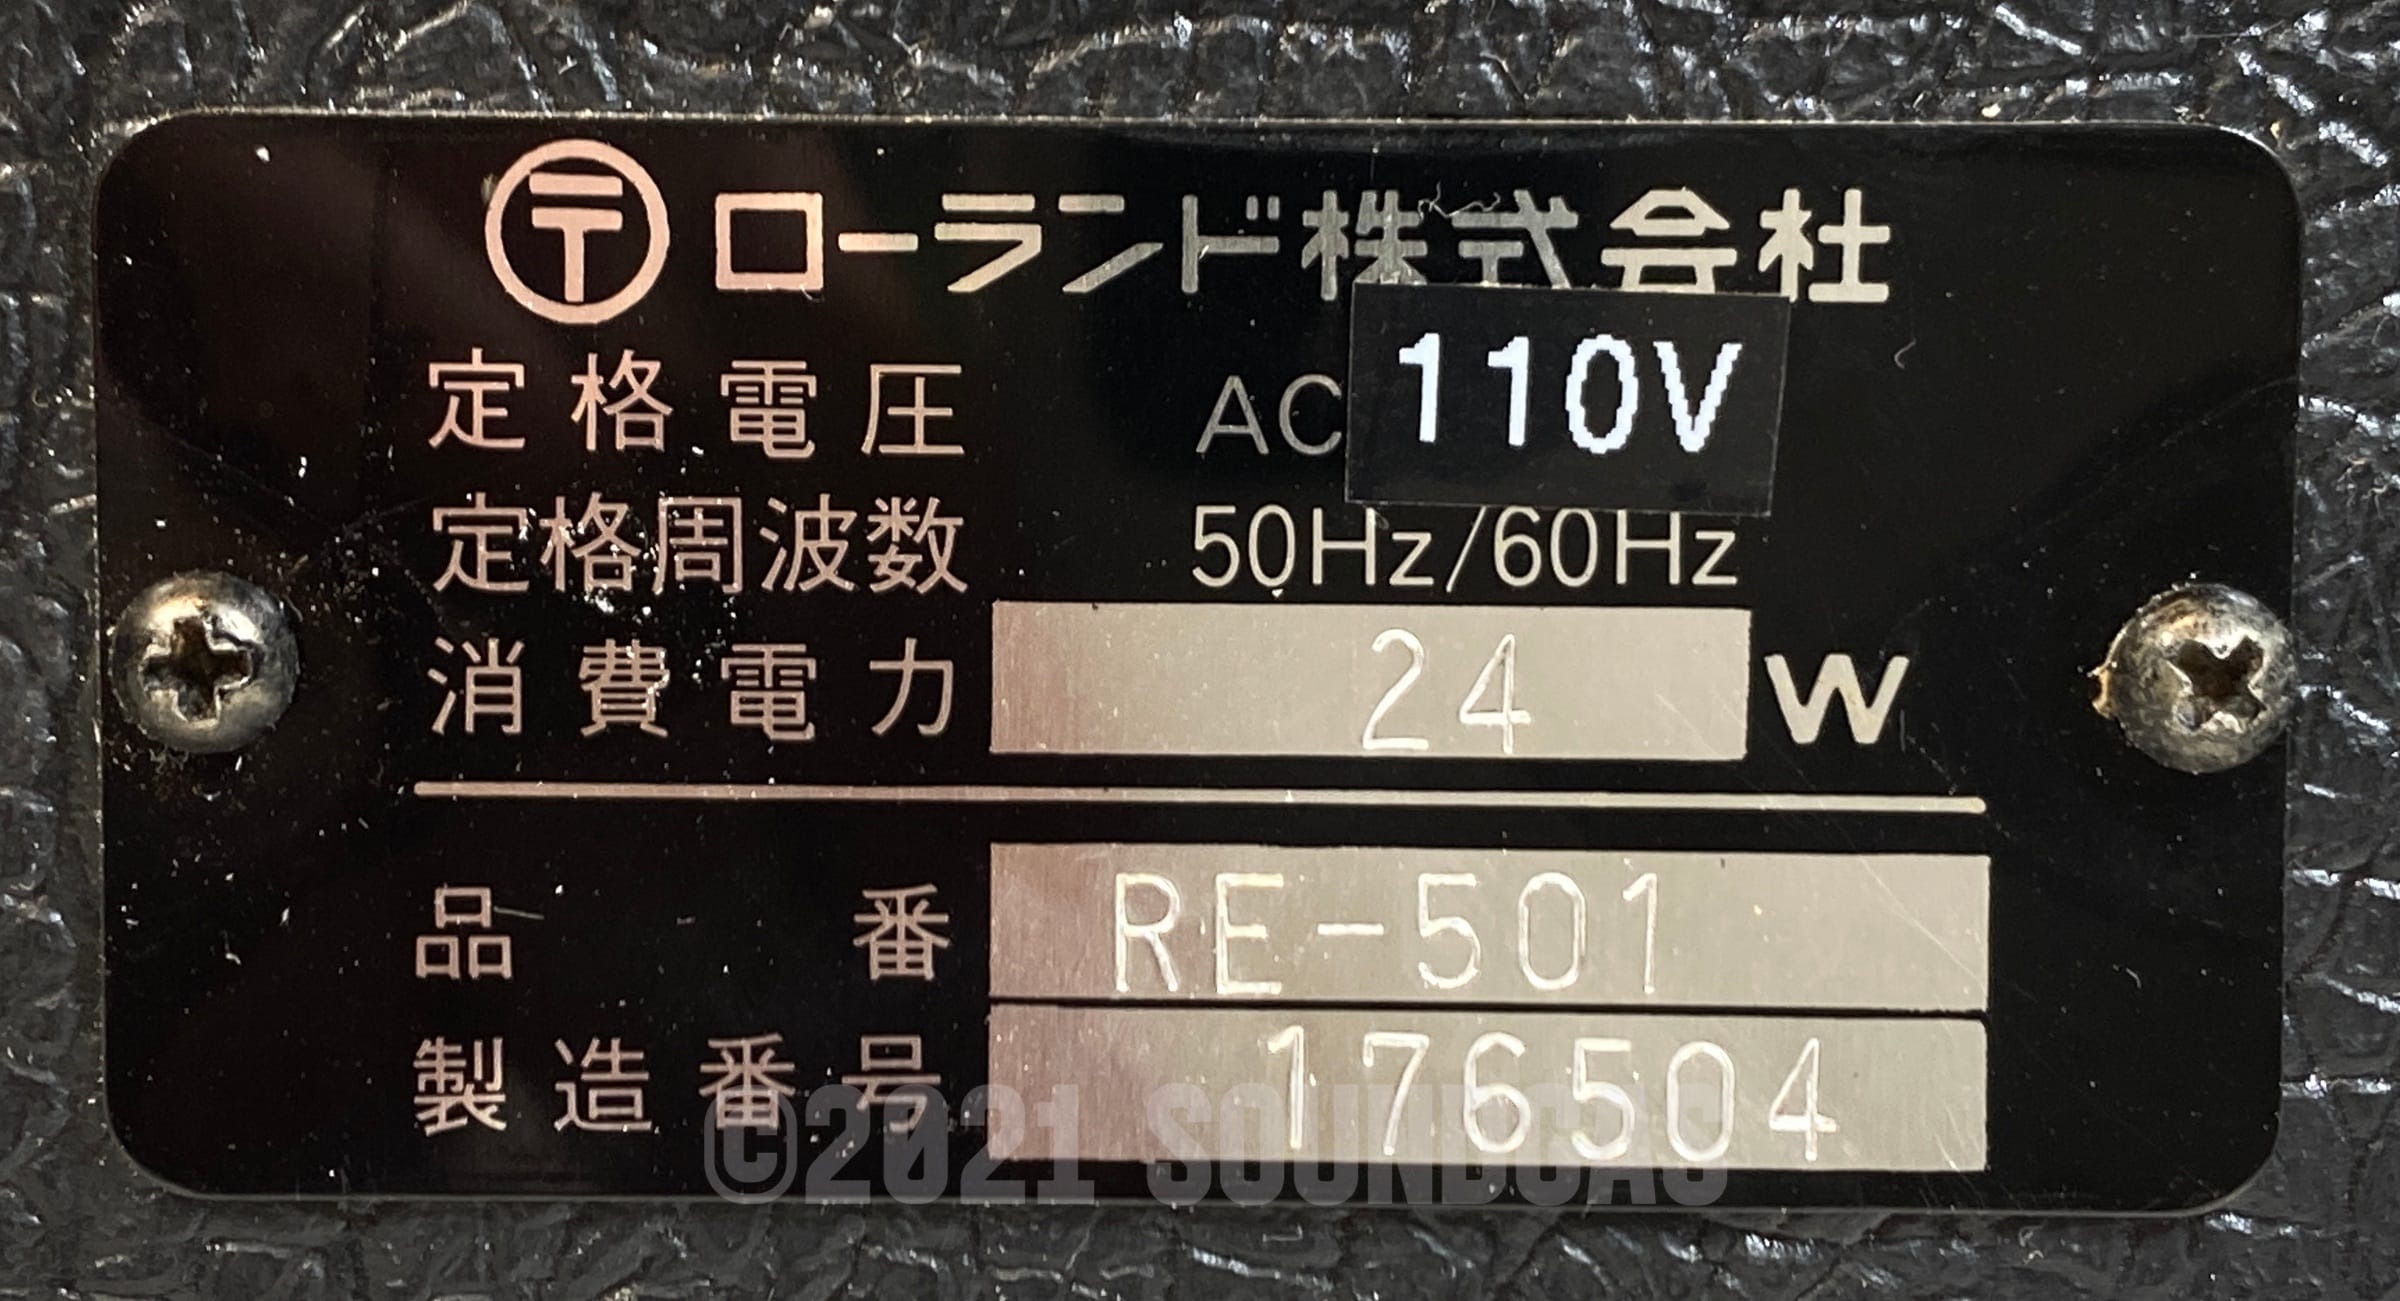 〶 ローランド株式会社
定格電圧 AC 110V
定格周波数 50Hz/60Hz
消費電力 24 W
品番 RE-501
製造番号 176504
©2021 SOUNDGAS